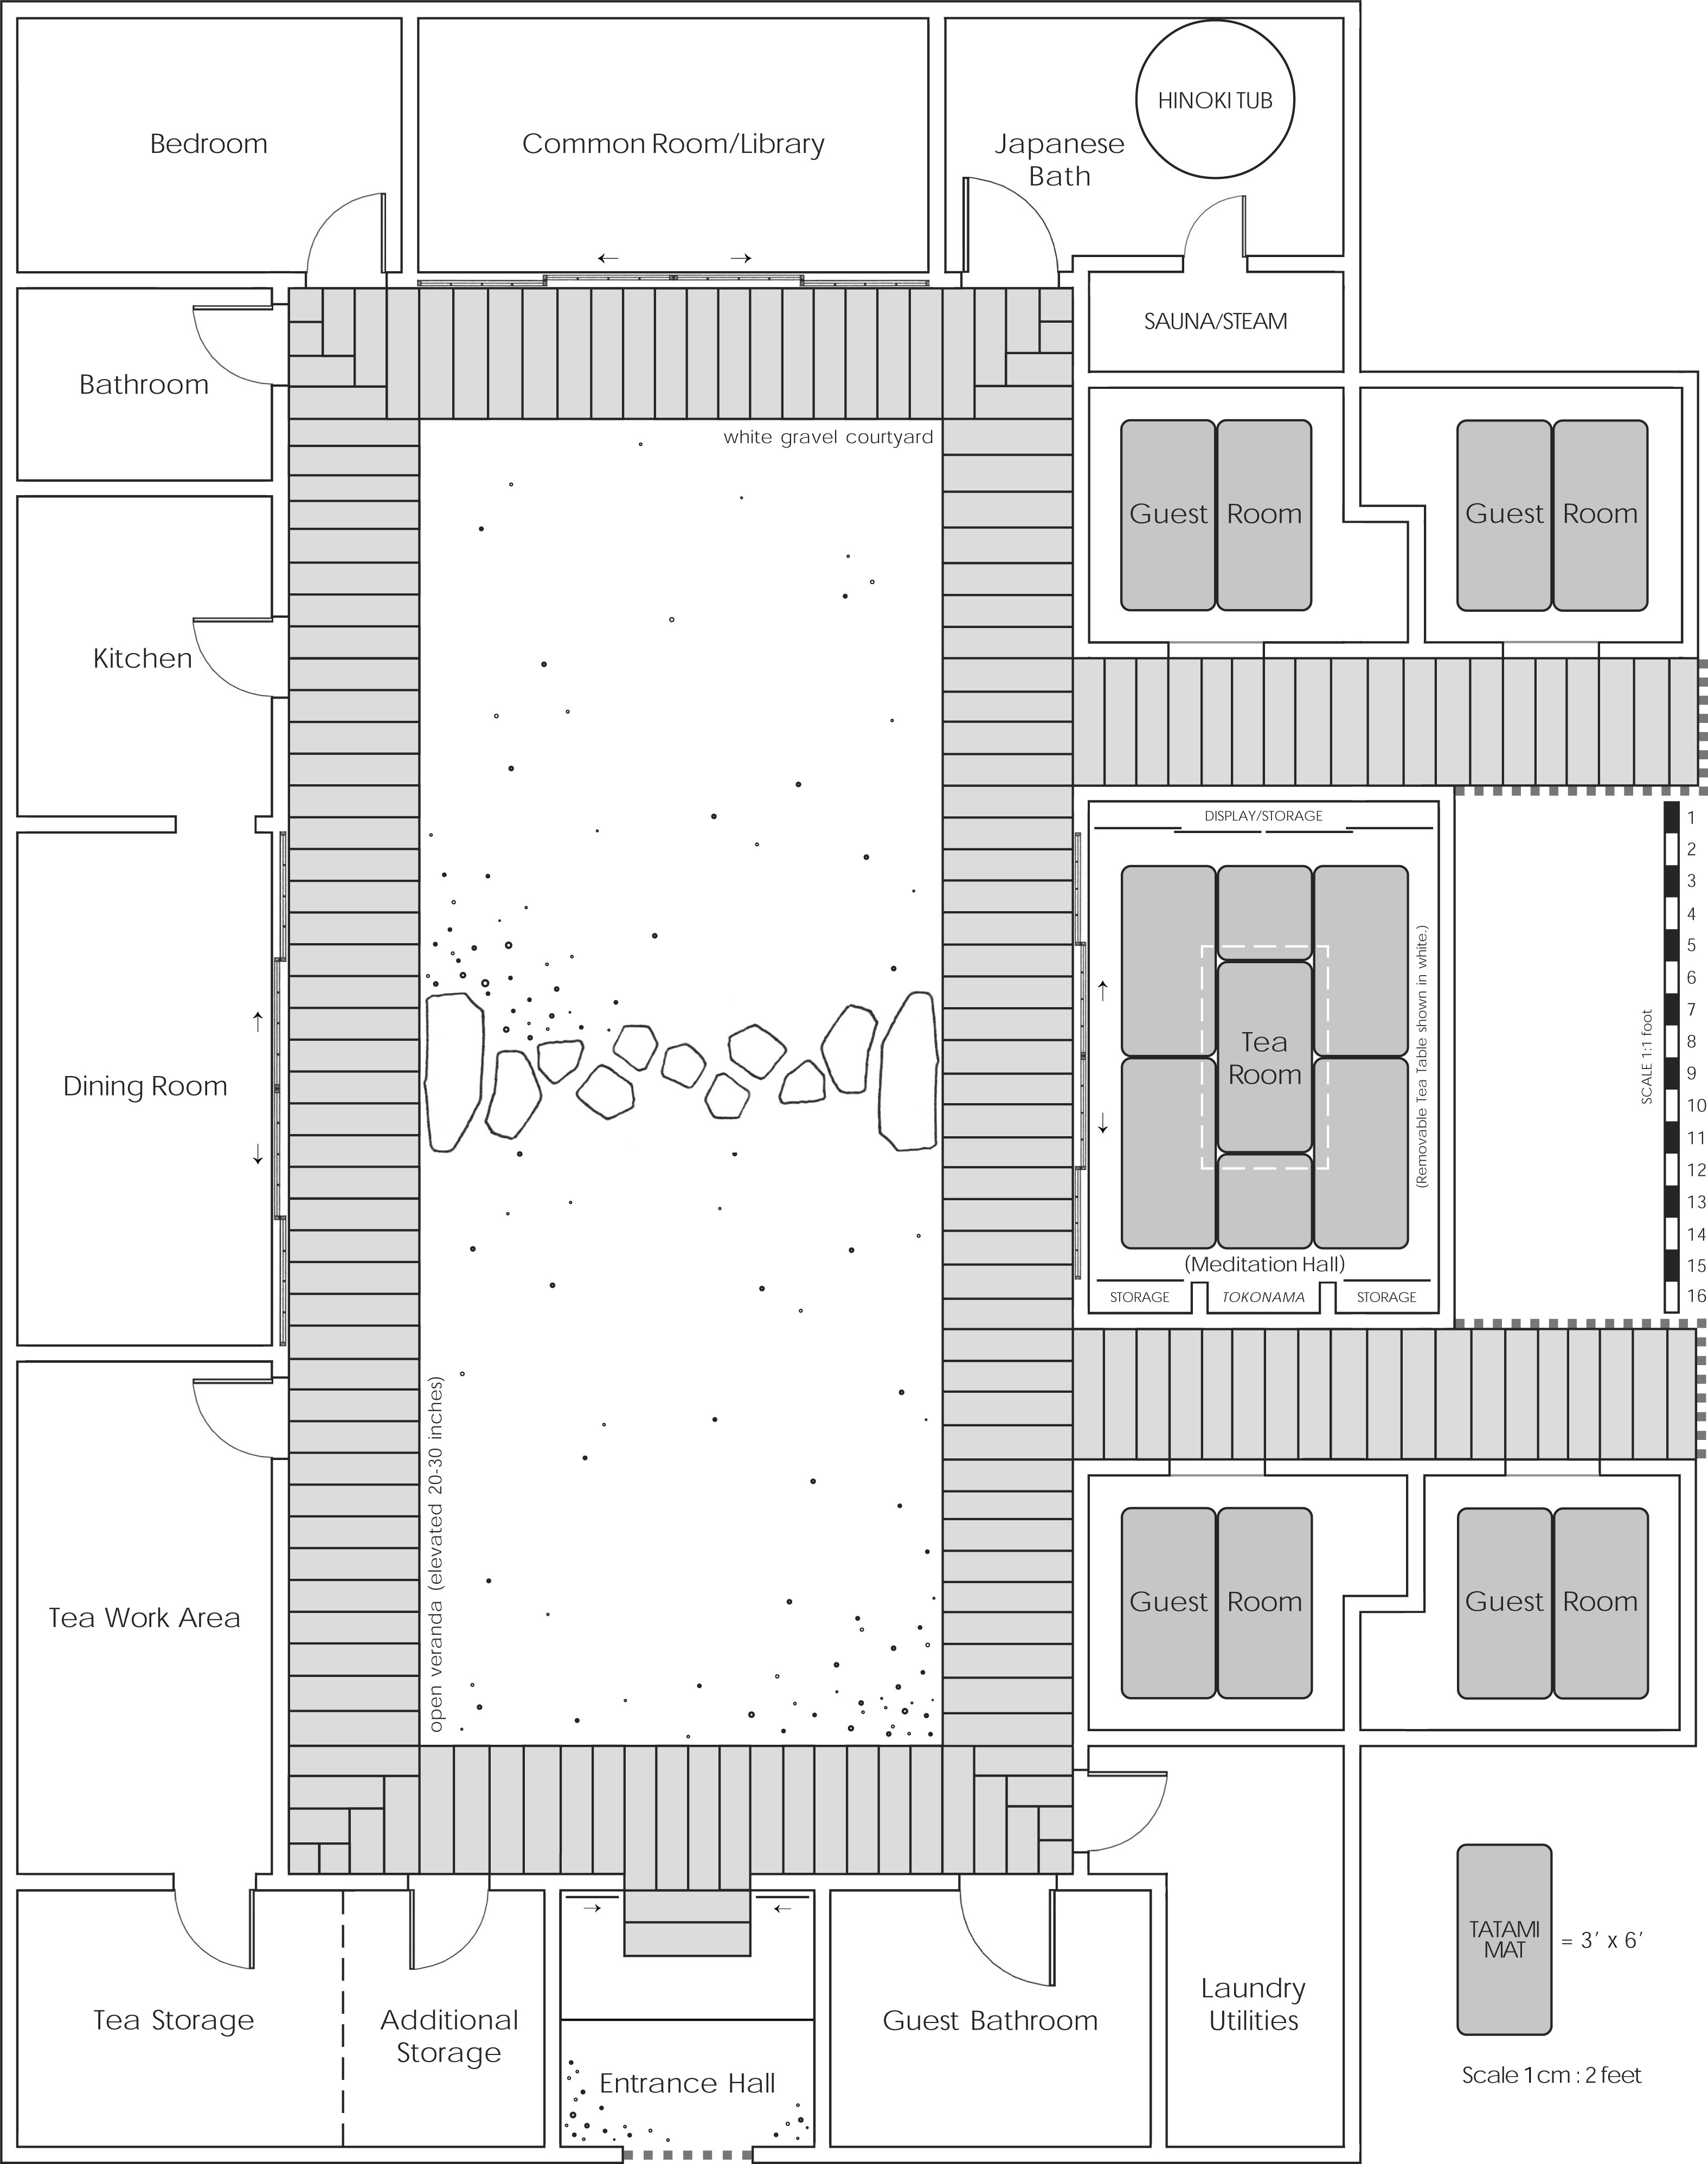 Bedroom
Common Room/Library
Japanese
Bath
HINOKI TUB
SAUNA/STEAM
Bathroom
white gravel courtyard
Guest Room
Guest Room
Kitchen
DISPLAY/STORAGE
Tea
Room
(Removable Tea Table shown in white.)
(Meditation Hall)
STORAGE
TOKONAMA
STORAGE
SCALE 1:1 foot
1
2
3
4
5
6
7
8
9
10
11
12
13
14
15
16
Dining Room
open veranda (elevated 20-30 inches)
Tea Work Area
Guest Room
Guest Room
Tea Storage
Additional
Storage
Entrance Hall
Guest Bathroom
Laundry
Utilities
TATAMI
MAT
= 3' x 6'
Scale 1cm : 2 feet